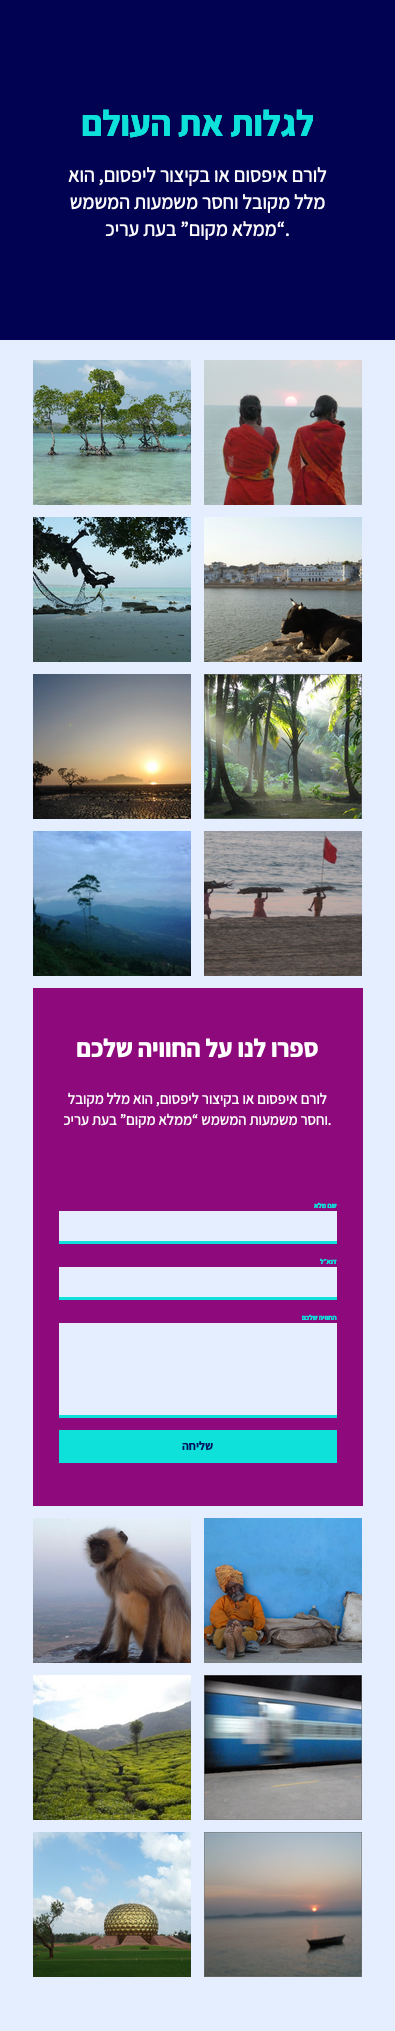 לגלות את העולם
לורם איפסום או בקיצור ליפסום, הוא
מלל מקובל וחסר משמעות המשמש
"ממלא מקום" בעת עריכ.
ספרו לנו על החוויה שלכם
לורם איפסום או בקיצור ליפסום, הוא מלל מקובל
וחסר משמעות המשמש "ממלא מקום" בעת עריכ.
שם מלא
דוא"ל
החוויה שלכם
שליחה